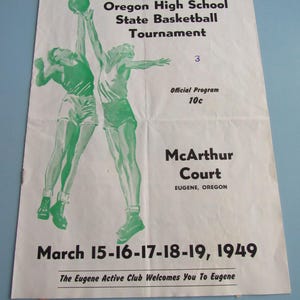 Oregon High School
State Basketball
Tournament
3
Official Program
10c
McArthur
Court
EUGENE, OREGON
March 15-16-17-18-19, 1949
The Eugene Active Club Welcomes You To Eugene